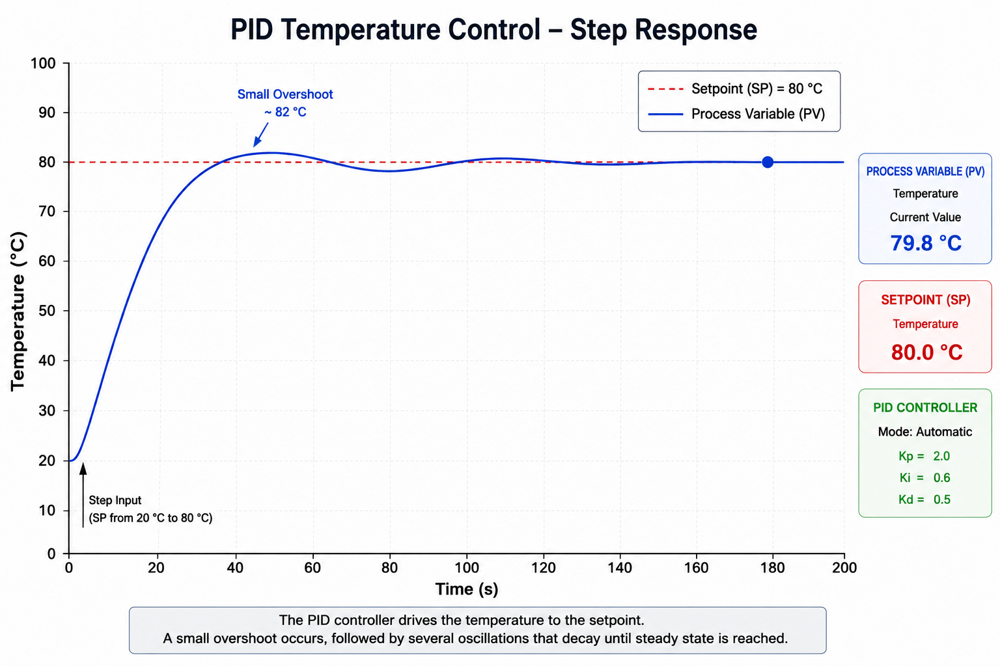 PID Temperature Control – Step Response
100
90
80
70
60
50
40
30
20
10
0
Temperature (°C)
Small Overshoot
~ 82 °C
Setpoint (SP) = 80 °C
Process Variable (PV)
Step Input
(SP from 20 °C to 80 °C)
0 20 40 60 80 100 120 140 160 180 200
Time (s)
PROCESS VARIABLE (PV)
Temperature
Current Value
79.8 °C
SETPOINT (SP)
Temperature
80.0 °C
PID CONTROLLER
Mode: Automatic
Kp = 2.0
Ki = 0.6
Kd = 0.5
The PID controller drives the temperature to the setpoint.
A small overshoot occurs, followed by several oscillations that decay until steady state is reached.